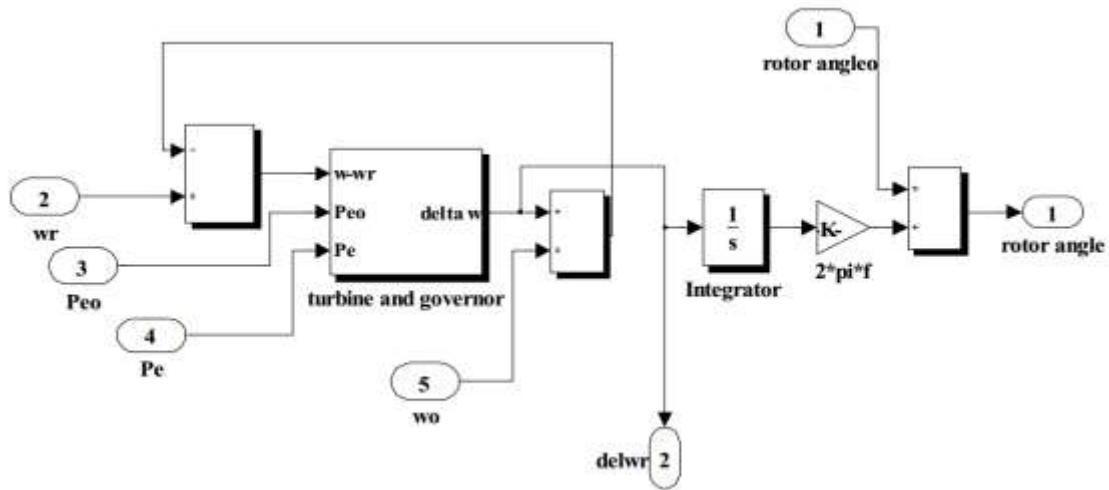 1
rotor angleo
-
+
2
wr
w-wr
Peo
Pe
delta w
turbine and governor
3
Peo
4
Pe
+
+
5
wo
1
s
Integrator
-K-
2*pi*f
+
+
1
rotor angle
delwr
2